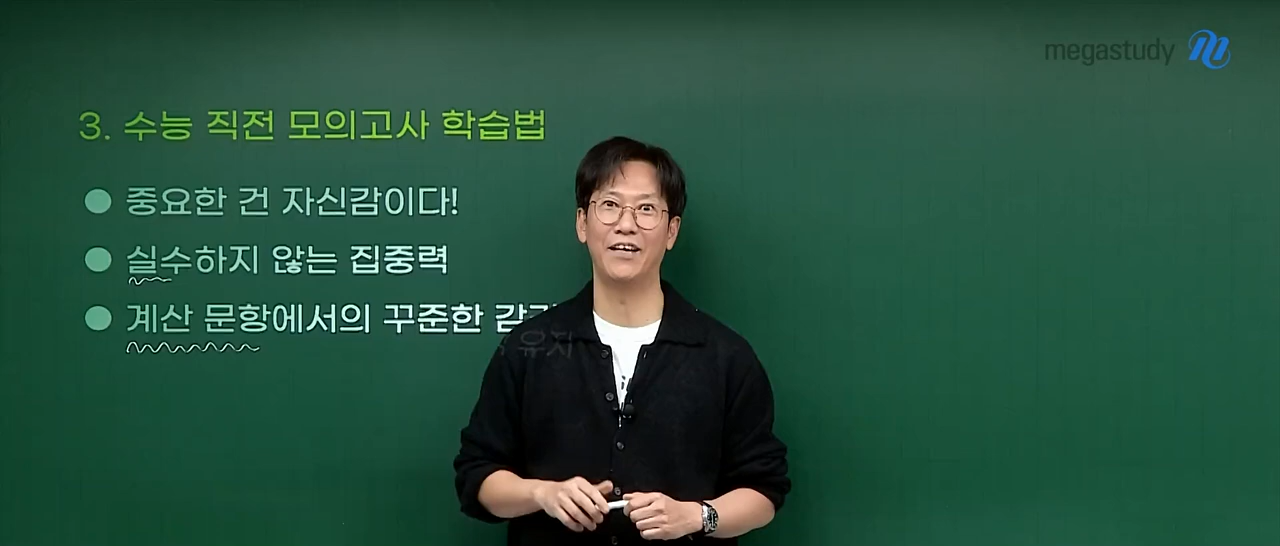 megastudy
3. 수능 직전 모의고사 학습법
● 중요한 건 자신감이다!
● 실수하지 않는 집중력
● 계산 문항에서의 꾸준한
유지